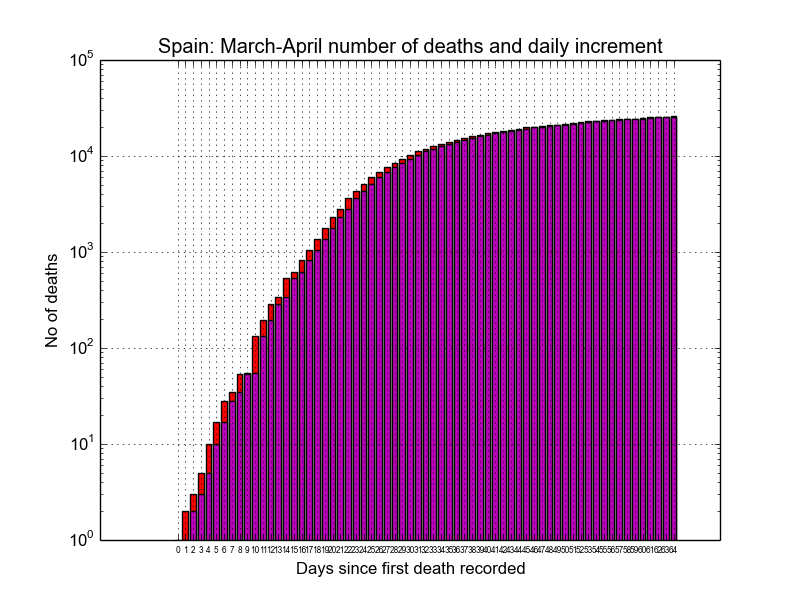 Spain: March-April number of deaths and daily increment
10^5
10^4
10^3
10^2
10^1
10^0
No of deaths
0 1 2 3 4 5 6 7 8 9 10 11 12 13 14 15 16 17 18 19 20 21 22 23 24 25 26 27 28 29 30 31 32 33 34 35 36 37 38 39 40 41 42 43 44 45 46 47 48 49 50 51 52 53 54 55 56 57 58 59 60 61 62 63 64
Days since first death recorded